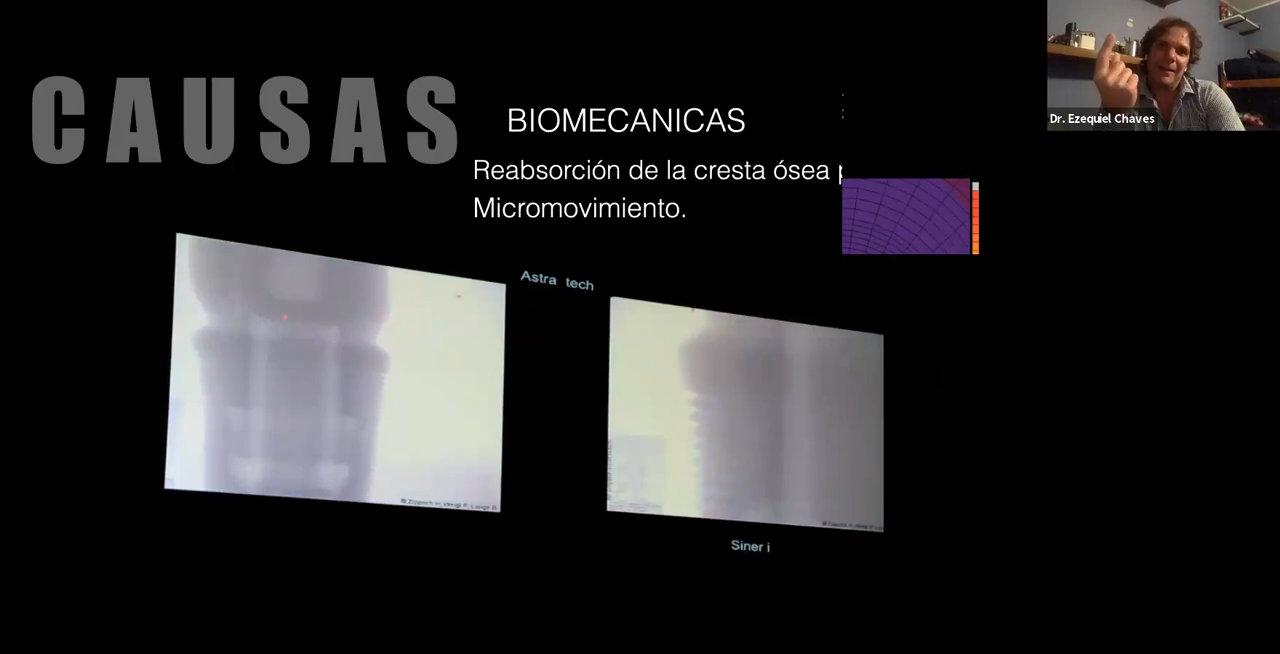 CAUSAS
BIOMECANICAS
Reabsorción de la cresta ósea
Micromovimiento.
Dr. Ezequiel Chaves
Astra tech
Siner i